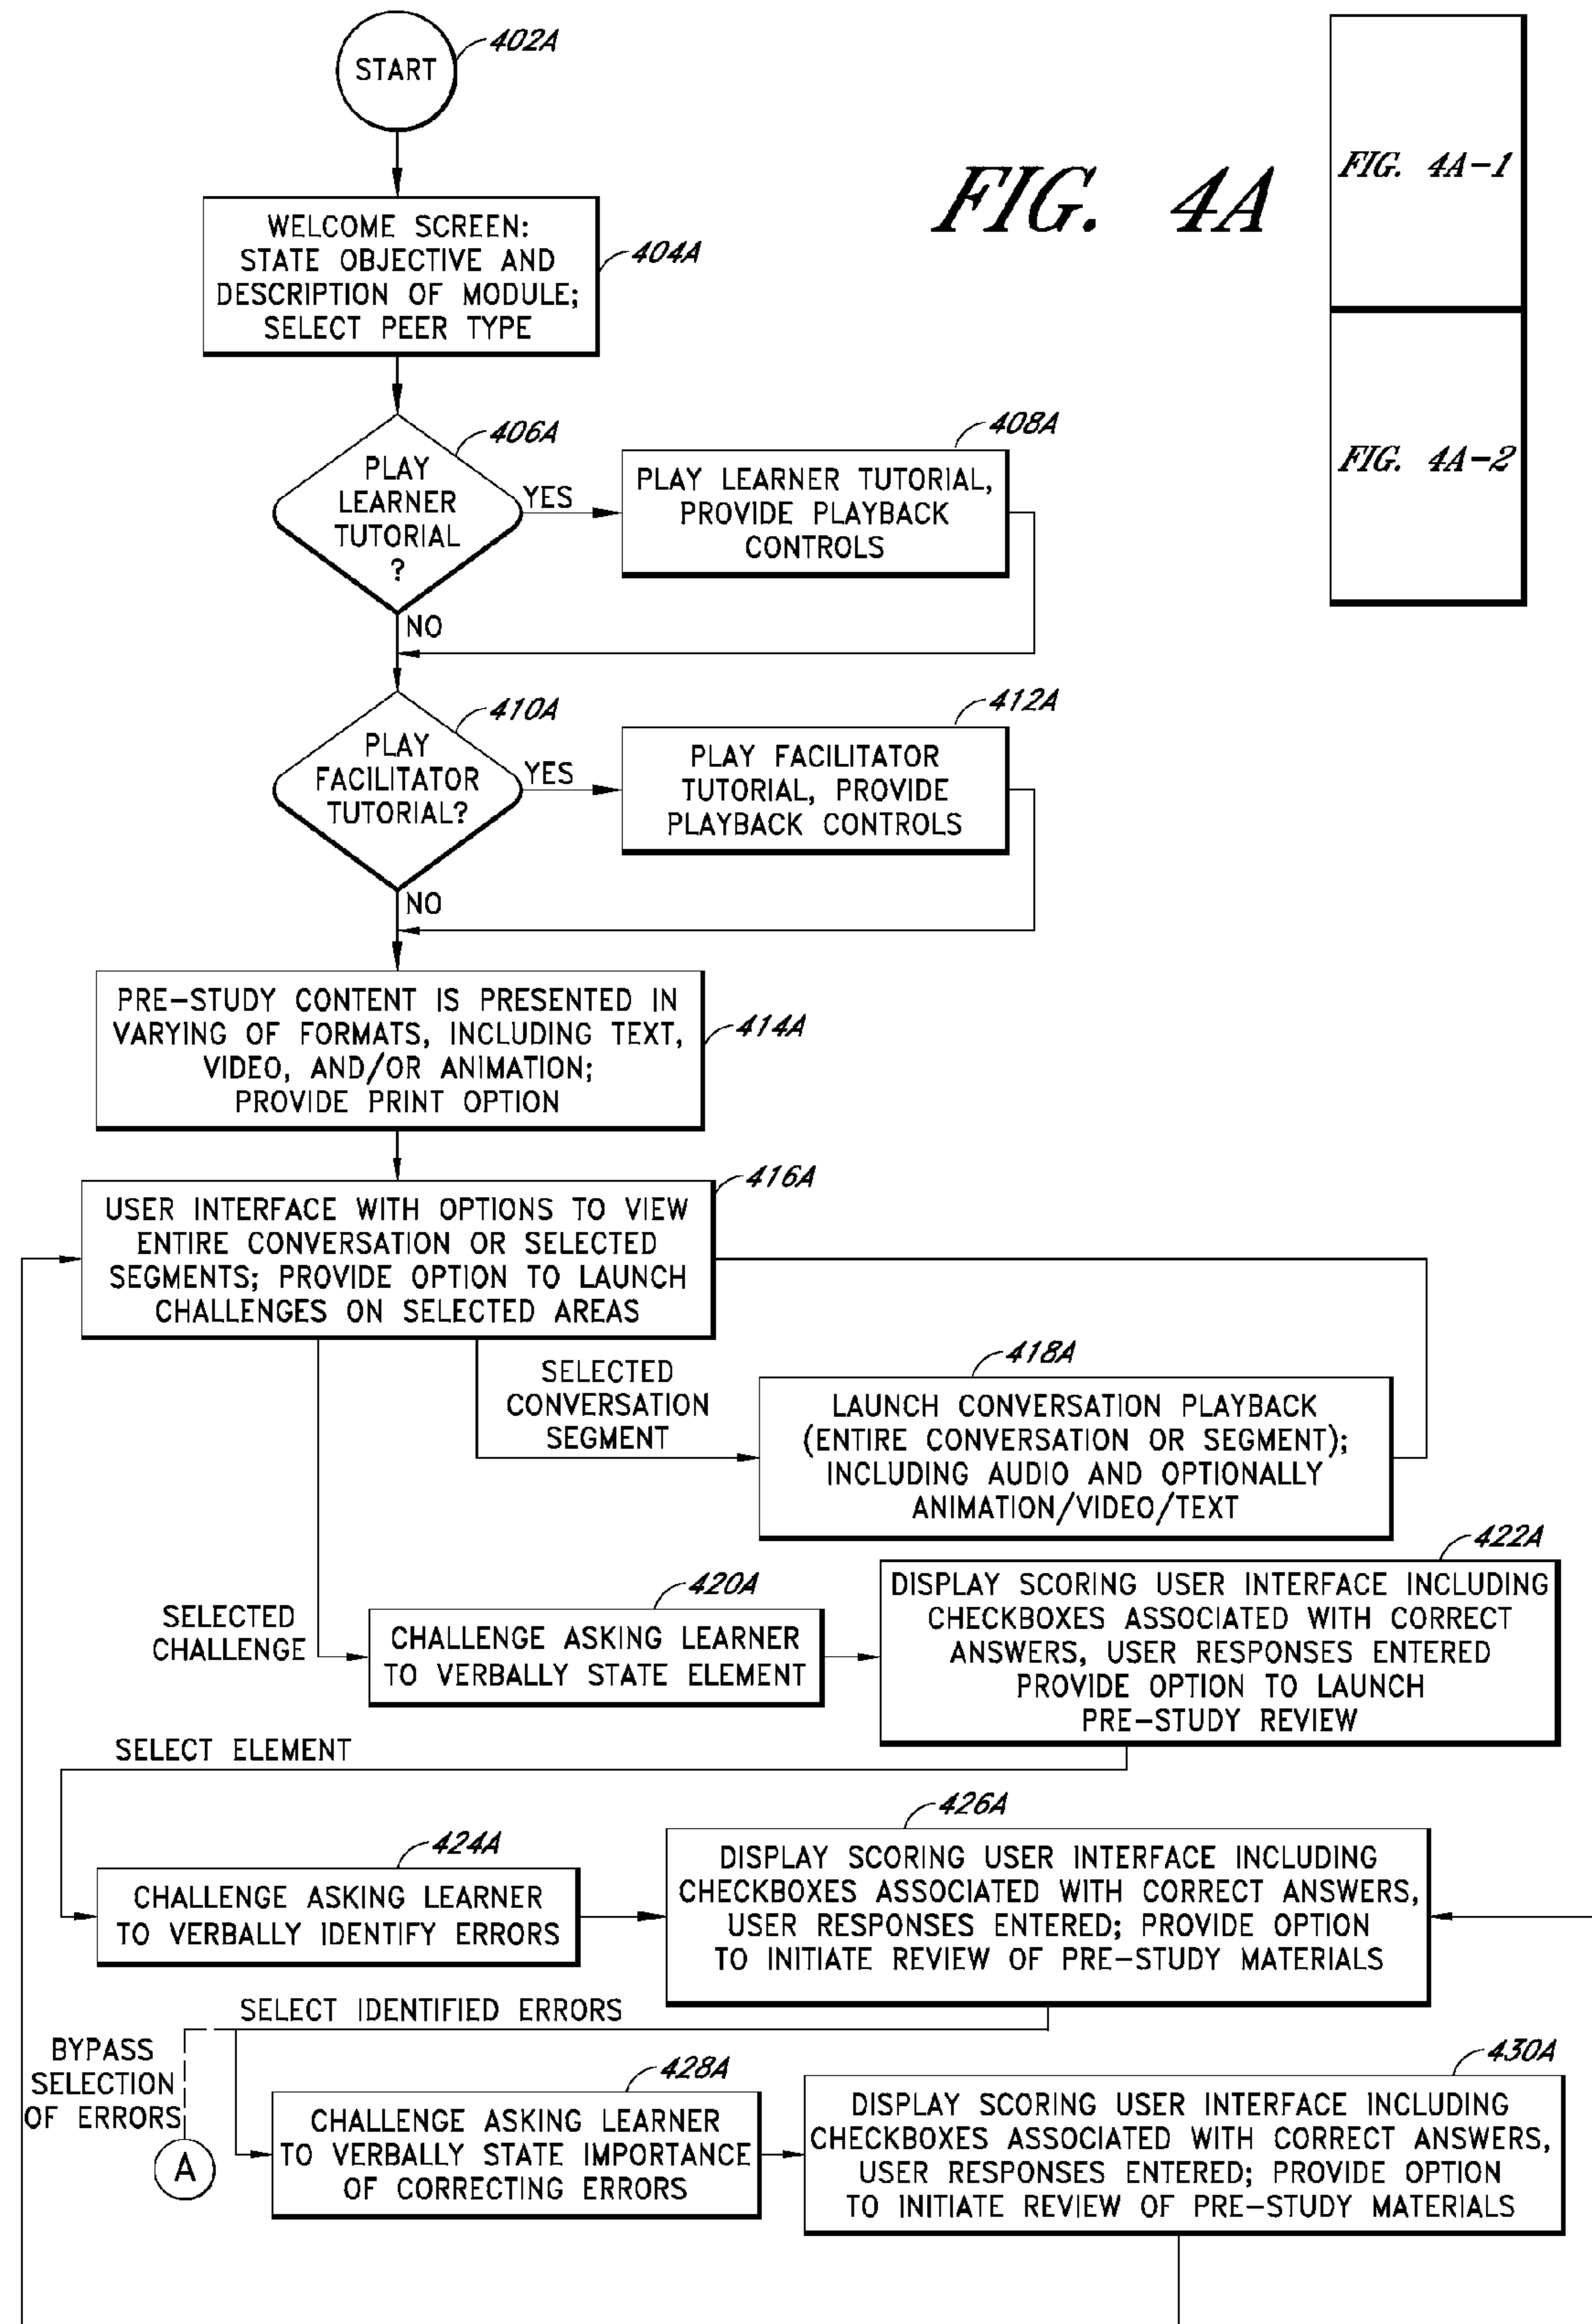 402A
START
FIG. 4A
FIG. 4A-1
FIG. 4A-2
WELCOME SCREEN:
STATE OBJECTIVE AND
DESCRIPTION OF MODULE;
SELECT PEER TYPE
404A
406A
PLAY
LEARNER
TUTORIAL
?
YES
NO
408A
PLAY LEARNER TUTORIAL,
PROVIDE PLAYBACK
CONTROLS
410A
PLAY
FACILITATOR
TUTORIAL?
YES
NO
412A
PLAY FACILITATOR
TUTORIAL, PROVIDE
PLAYBACK CONTROLS
PRE-STUDY CONTENT IS PRESENTED IN
VARYING OF FORMATS, INCLUDING TEXT,
VIDEO, AND/OR ANIMATION;
PROVIDE PRINT OPTION
414A
416A
USER INTERFACE WITH OPTIONS TO VIEW
ENTIRE CONVERSATION OR SELECTED
SEGMENTS; PROVIDE OPTION TO LAUNCH
CHALLENGES ON SELECTED AREAS
SELECTED
CONVERSATION
SEGMENT
418A
LAUNCH CONVERSATION PLAYBACK
(ENTIRE CONVERSATION OR SEGMENT);
INCLUDING AUDIO AND OPTIONALLY
ANIMATION/VIDEO/TEXT
SELECTED
CHALLENGE
420A
CHALLENGE ASKING LEARNER
TO VERBALLY STATE ELEMENT
422A
DISPLAY SCORING USER INTERFACE INCLUDING
CHECKBOXES ASSOCIATED WITH CORRECT
ANSWERS, USER RESPONSES ENTERED
PROVIDE OPTION TO LAUNCH
PRE-STUDY REVIEW
SELECT ELEMENT
424A
CHALLENGE ASKING LEARNER
TO VERBALLY IDENTIFY ERRORS
426A
DISPLAY SCORING USER INTERFACE INCLUDING
CHECKBOXES ASSOCIATED WITH CORRECT ANSWERS,
USER RESPONSES ENTERED; PROVIDE OPTION
TO INITIATE REVIEW OF PRE-STUDY MATERIALS
SELECT IDENTIFIED ERRORS
BYPASS
SELECTION
OF ERRORS
A
428A
CHALLENGE ASKING LEARNER
TO VERBALLY STATE IMPORTANCE
OF CORRECTING ERRORS
430A
DISPLAY SCORING USER INTERFACE INCLUDING
CHECKBOXES ASSOCIATED WITH CORRECT ANSWERS,
USER RESPONSES ENTERED; PROVIDE OPTION
TO INITIATE REVIEW OF PRE-STUDY MATERIALS